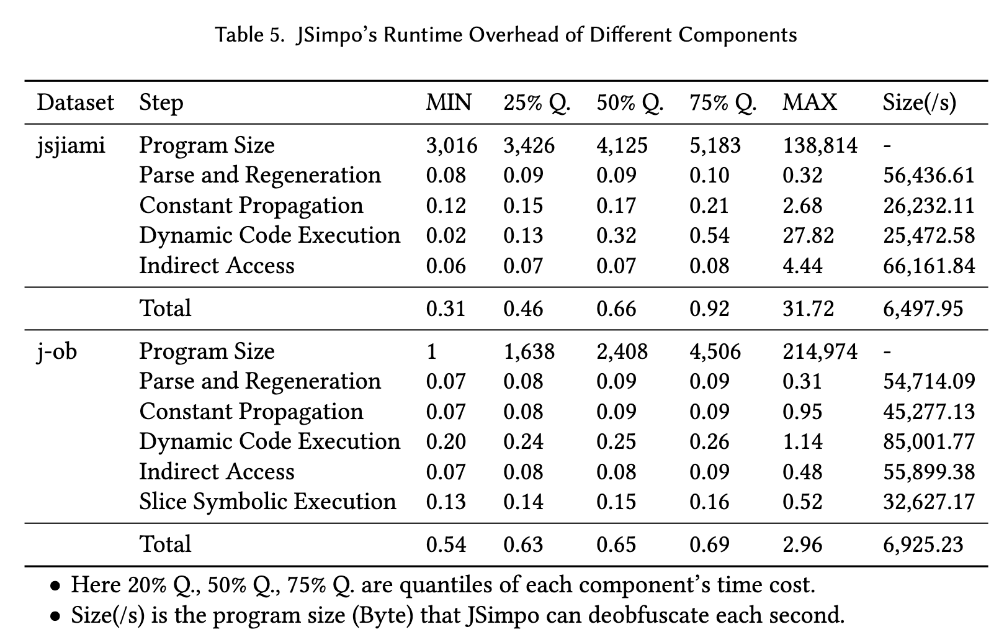 Table 5. JSimpo's Runtime Overhead of Different Components
Dataset Step MIN 25% Q. 50% Q. 75% Q. MAX Size(/s)
jsjiami Program Size 3,016 3,426 4,125 5,183 138,814 -
Parse and Regeneration 0.08 0.09 0.09 0.10 0.32 56,436.61
Constant Propagation 0.12 0.15 0.17 0.21 2.68 26,232.11
Dynamic Code Execution 0.02 0.13 0.32 0.54 27.82 25,472.58
Indirect Access 0.06 0.07 0.07 0.08 4.44 66,161.84
Total 0.31 0.46 0.66 0.92 31.72 6,497.95
j-ob Program Size 1 1,638 2,408 4,506 214,974 -
Parse and Regeneration 0.07 0.08 0.09 0.09 0.31 54,714.09
Constant Propagation 0.07 0.08 0.09 0.09 0.95 45,277.13
Dynamic Code Execution 0.20 0.24 0.25 0.26 1.14 85,001.77
Indirect Access 0.07 0.08 0.08 0.09 0.48 55,899.38
Slice Symbolic Execution 0.13 0.14 0.15 0.16 0.52 32,627.17
Total 0.54 0.63 0.65 0.69 2.96 6,925.23
• Here 20% Q., 50% Q., 75% Q. are quantiles of each component's time cost.
• Size(/s) is the program size (Byte) that JSimpo can deobfuscate each second.